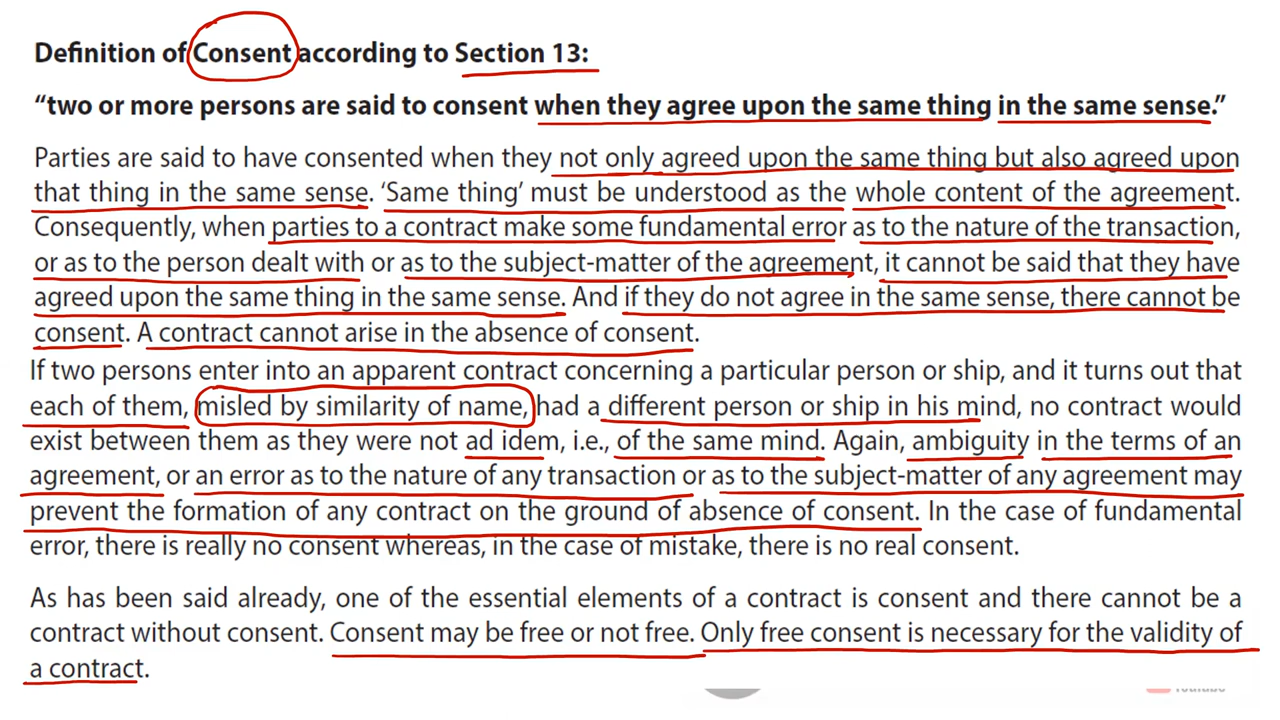 Definition of Consent according to Section 13:
“two or more persons are said to consent when they agree upon the same thing in the same sense.”
Parties are said to have consented when they not only agreed upon the same thing but also agreed upon
that thing in the same sense. ‘Same thing’ must be understood as the whole content of the agreement.
Consequently, when parties to a contract make some fundamental error as to the nature of the transaction,
or as to the person dealt with or as to the subject-matter of the agreement, it cannot be said that they have
agreed upon the same thing in the same sense. And if they do not agree in the same sense, there cannot be
consent. A contract cannot arise in the absence of consent.
If two persons enter into an apparent contract concerning a particular person or ship, and it turns out that
each of them, misled by similarity of name, had a different person or ship in his mind, no contract would
exist between them as they were not ad idem, i.e., of the same mind. Again, ambiguity in the terms of an
agreement, or an error as to the nature of any transaction or as to the subject-matter of any agreement may
prevent the formation of any contract on the ground of absence of consent. In the case of fundamental
error, there is really no consent whereas, in the case of mistake, there is no real consent.
As has been said already, one of the essential elements of a contract is consent and there cannot be a
contract without consent. Consent may be free or not free. Only free consent is necessary for the validity of
a contract.